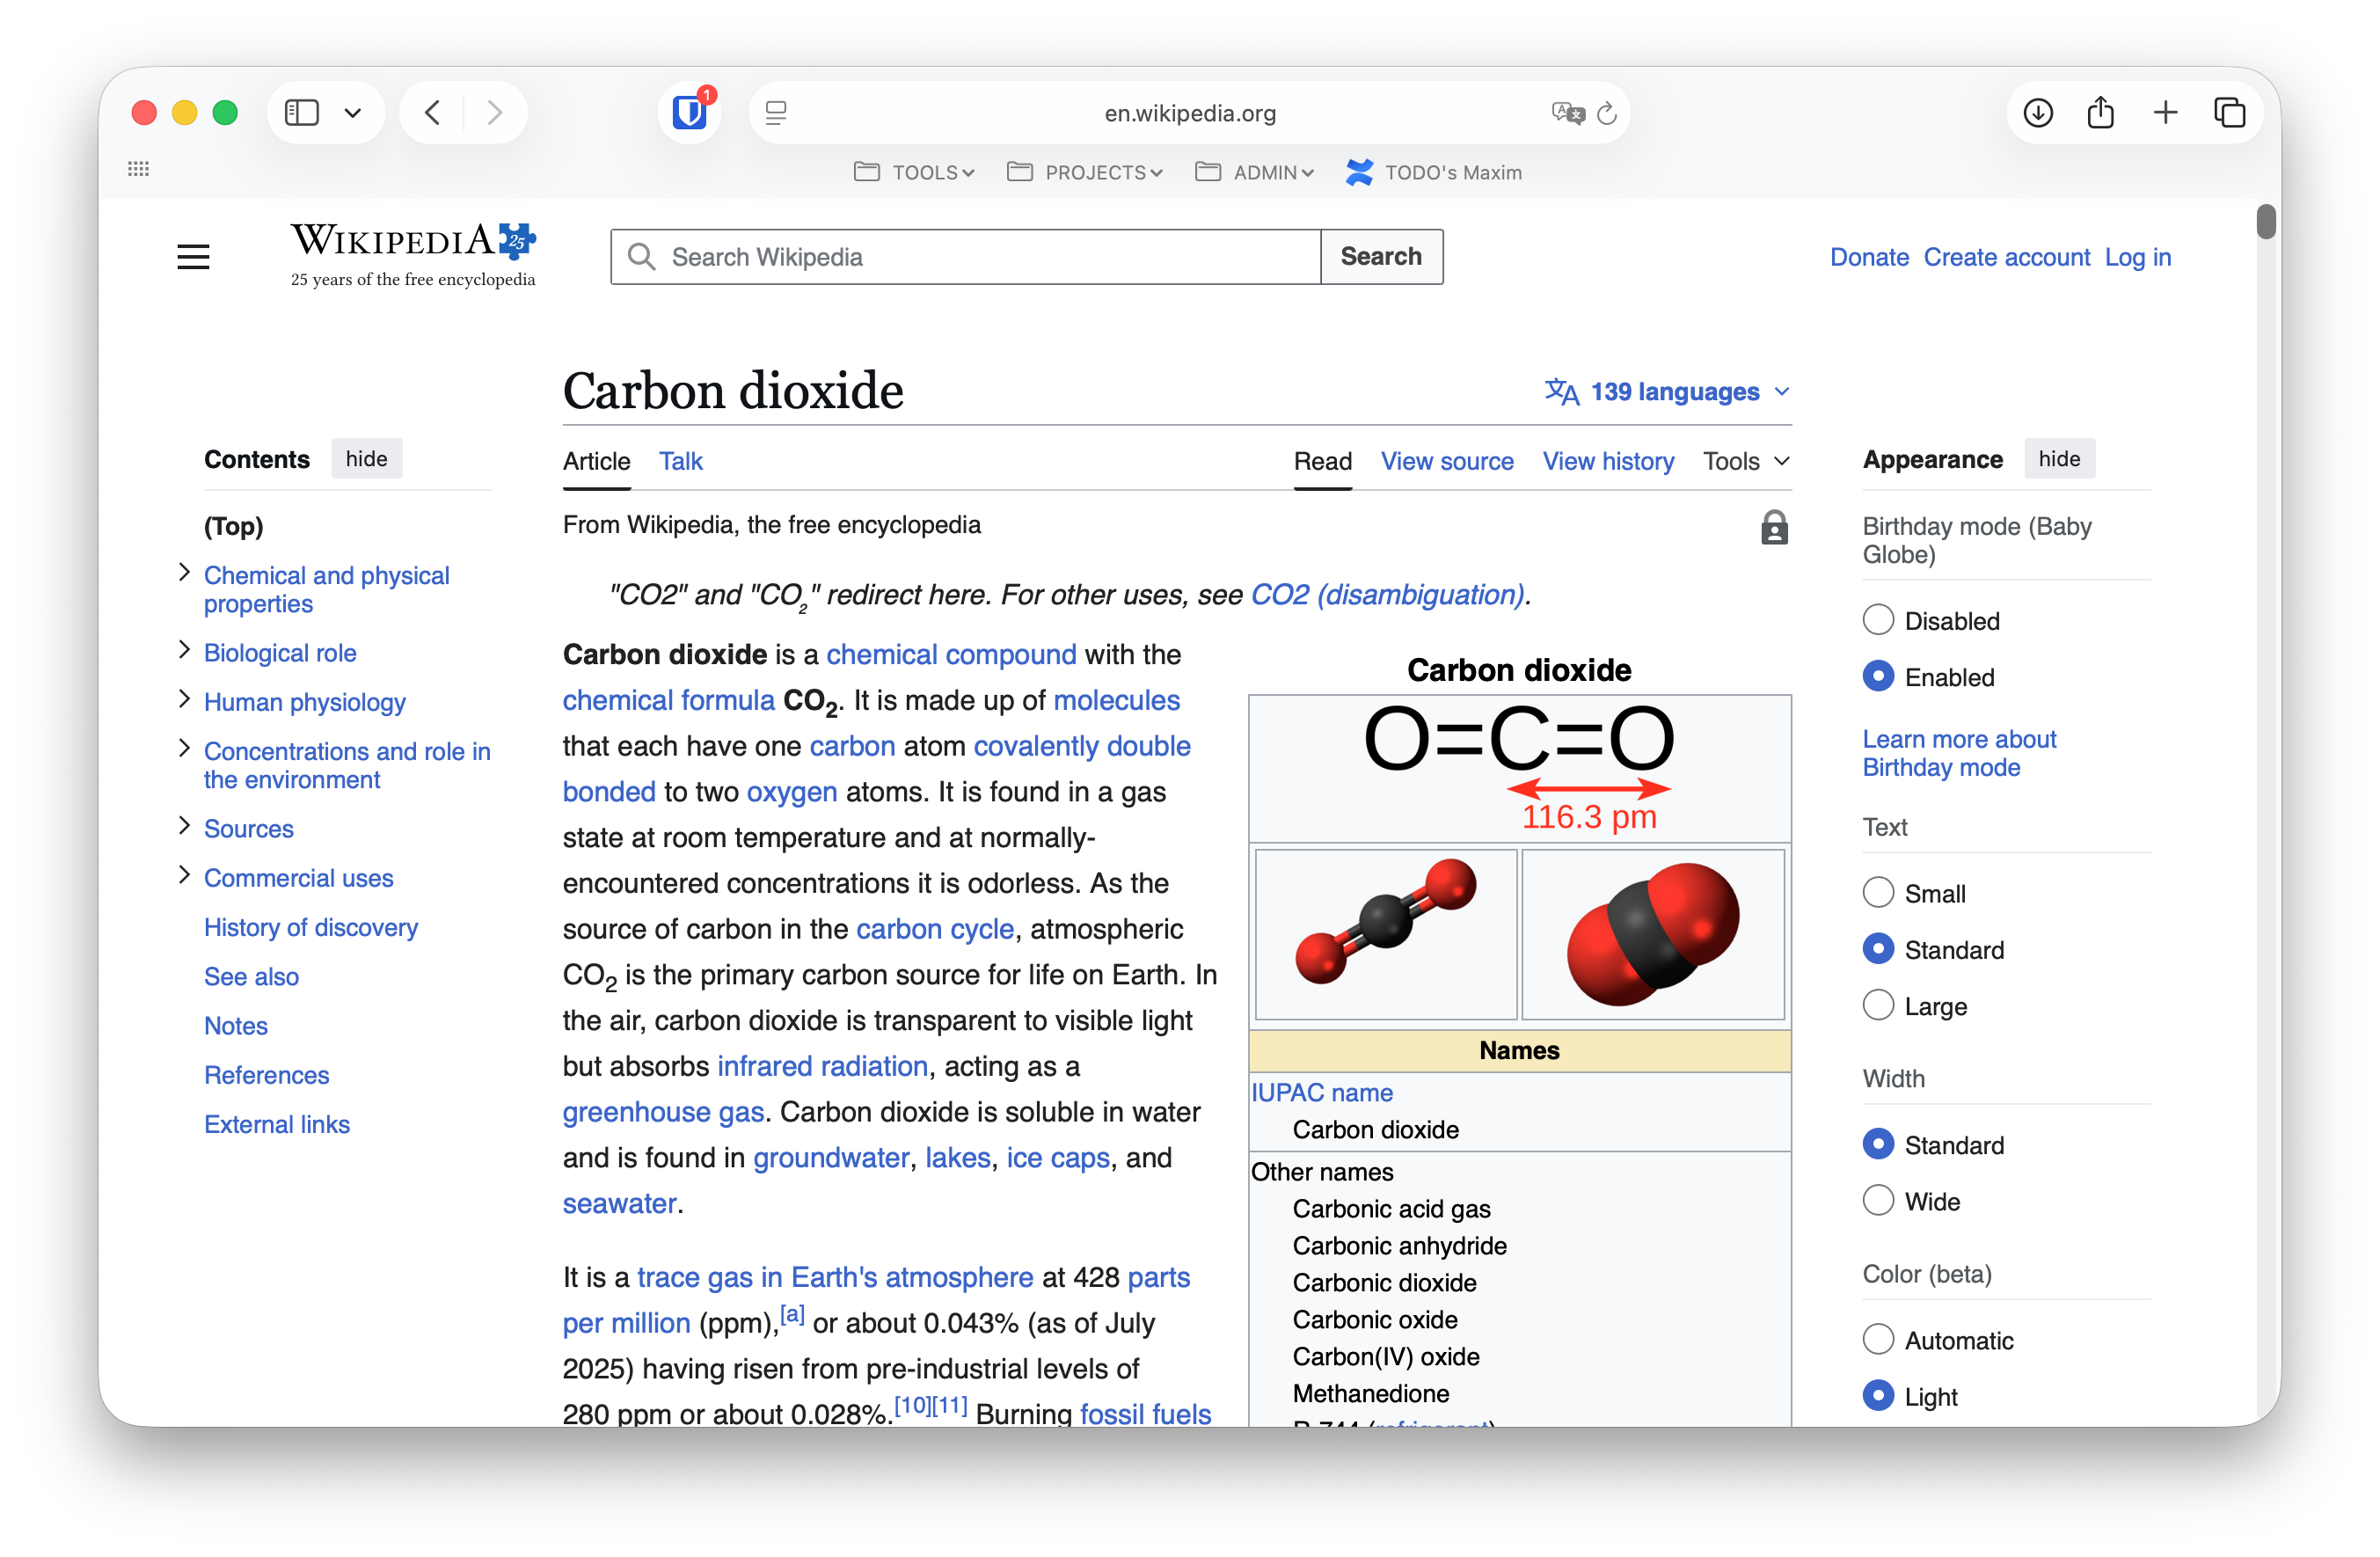 1
en.wikipedia.org
TOOLS
PROJECTS
ADMIN
TODO's Maxim
WIKIPEDIA 25
25 years of the free encyclopedia
Search Wikipedia
Search
Donate Create account Log in
Carbon dioxide
139 languages
Contents hide
(Top)
Chemical and physical
properties
Biological role
Human physiology
Concentrations and role in
the environment
Sources
Commercial uses
History of discovery
See also
Notes
References
External links
Article Talk
Read View source View history Tools
From Wikipedia, the free encyclopedia
"CO2" and "CO₂" redirect here. For other uses, see CO2 (disambiguation).
Carbon dioxide is a chemical compound with the
chemical formula CO₂. It is made up of molecules
that each have one carbon atom covalently double
bonded to two oxygen atoms. It is found in a gas
state at room temperature and at normally-
encountered concentrations it is odorless. As the
source of carbon in the carbon cycle, atmospheric
CO₂ is the primary carbon source for life on Earth. In
the air, carbon dioxide is transparent to visible light
but absorbs infrared radiation, acting as a
greenhouse gas. Carbon dioxide is soluble in water
and is found in groundwater, lakes, ice caps, and
seawater.
It is a trace gas in Earth's atmosphere at 428 parts
per million (ppm),[a] or about 0.043% (as of July
2025) having risen from pre-industrial levels of
280 ppm or about 0.028%.[10][11] Burning fossil fuels
Carbon dioxide
O=C=O
116.3 pm
Names
IUPAC name
Carbon dioxide
Other names
Carbonic acid gas
Carbonic anhydride
Carbonic dioxide
Carbonic oxide
Carbon(IV) oxide
Methanedione
R-744 (refrigerant)
Appearance hide
Birthday mode (Baby
Globe)
Disabled
Enabled
Learn more about
Birthday mode
Text
Small
Standard
Large
Width
Standard
Wide
Color (beta)
Automatic
Light